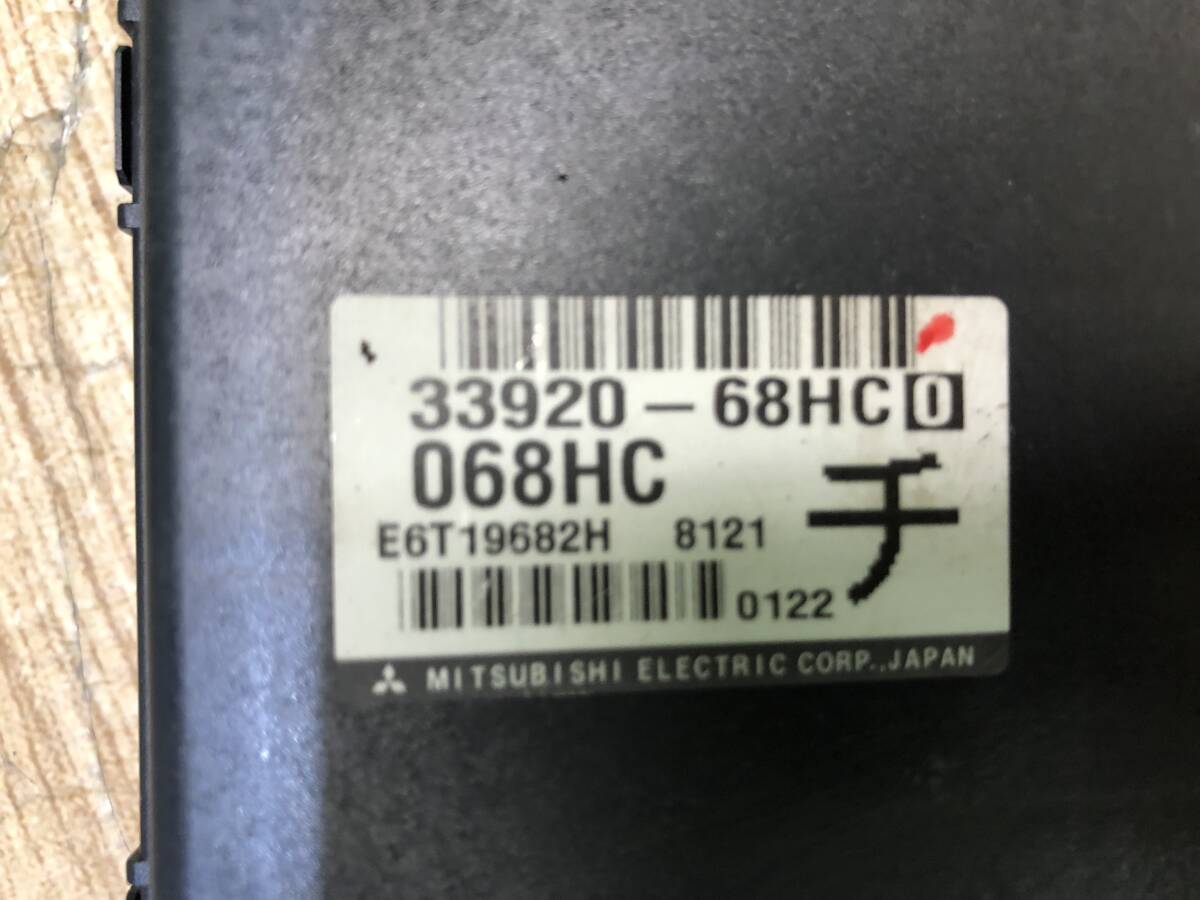 33920-68HC0
068HC
E6T19682H 8121
チ
0122
MITSUBISHI ELECTRIC CORP.,JAPAN